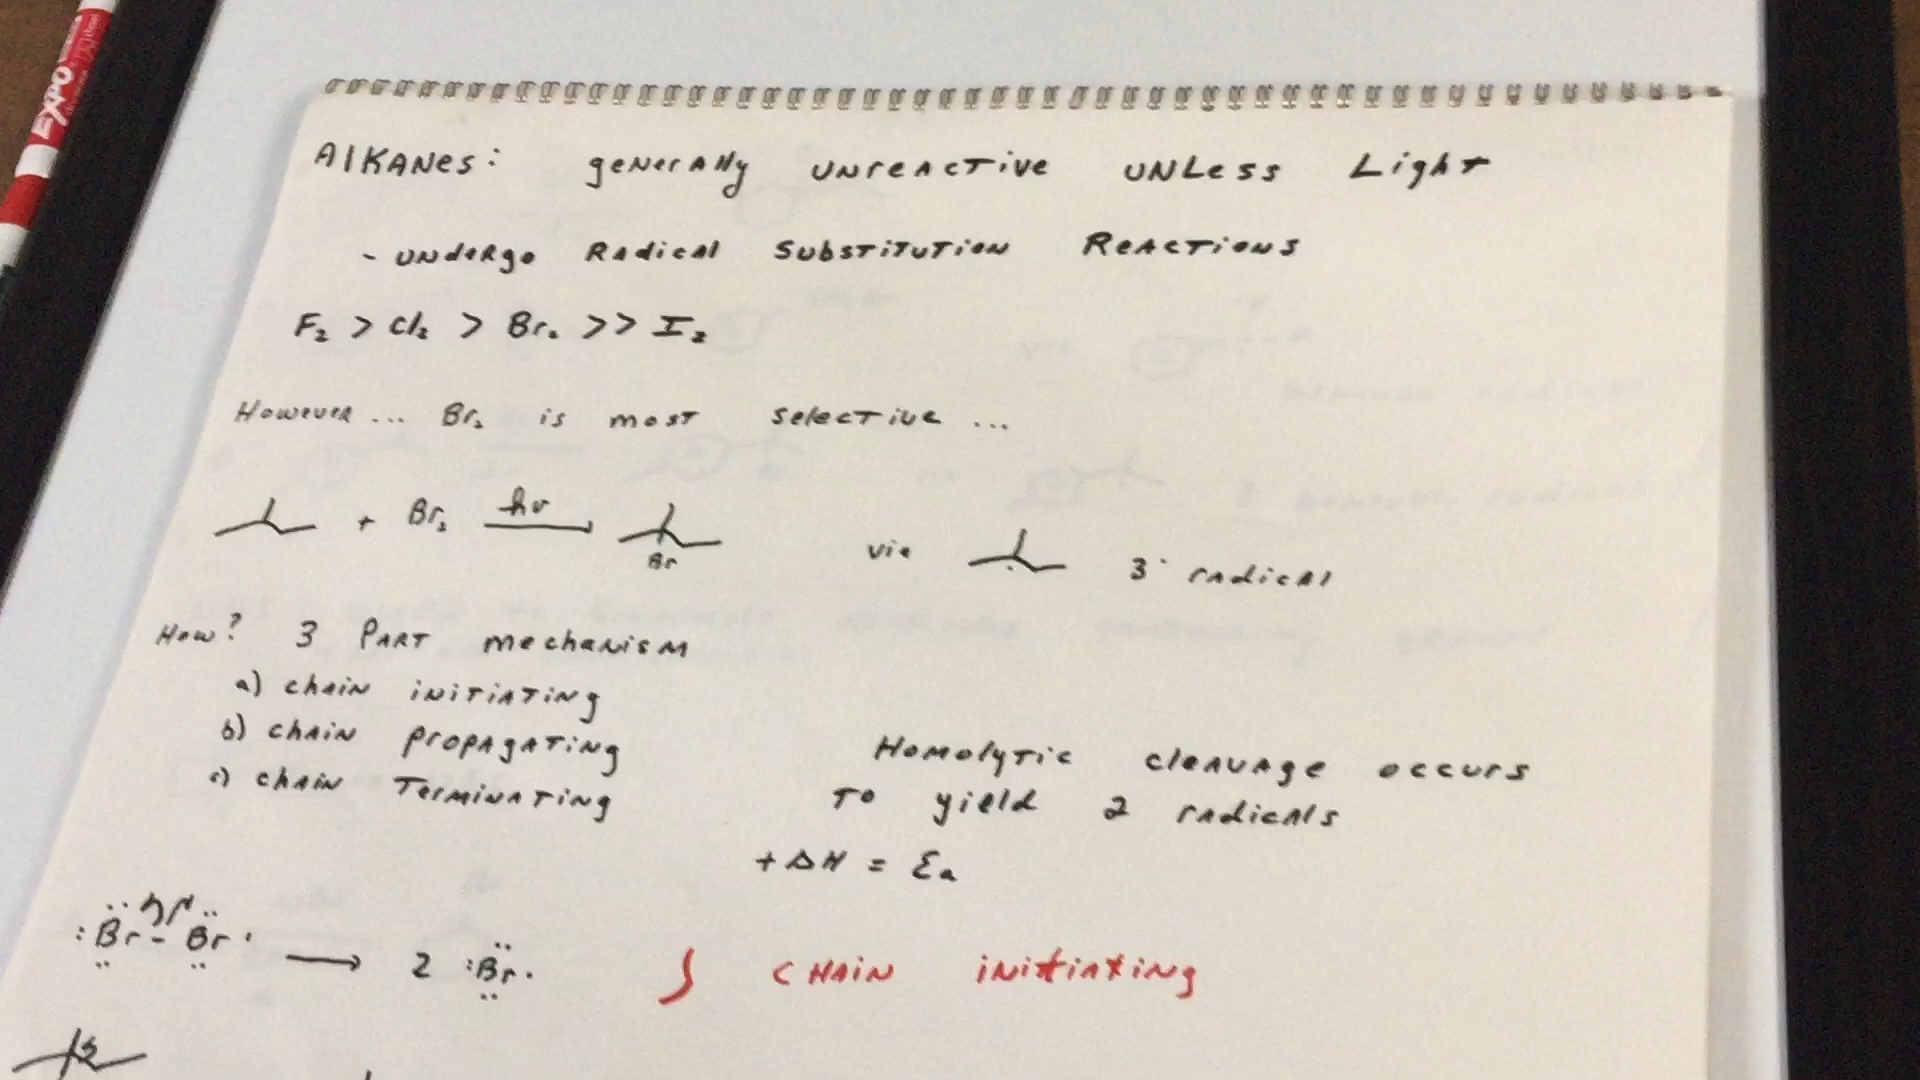 EXPO
Alkanes: generally unreactive unless Light
- undergo Radical Substitution Reactions
F₂ > Cl₂ > Br₂ >> I₂
However... Br₂ is most selective...
+ Br₂ hν
Br
via 3° radical
How? 3 Part mechanism
a) chain initiating
b) chain propagating
c) chain Terminating
Homolytic cleavage occurs
To yield 2 radicals
+ΔH = Ea
:Br-Br: → 2 :Br· } chain initiating